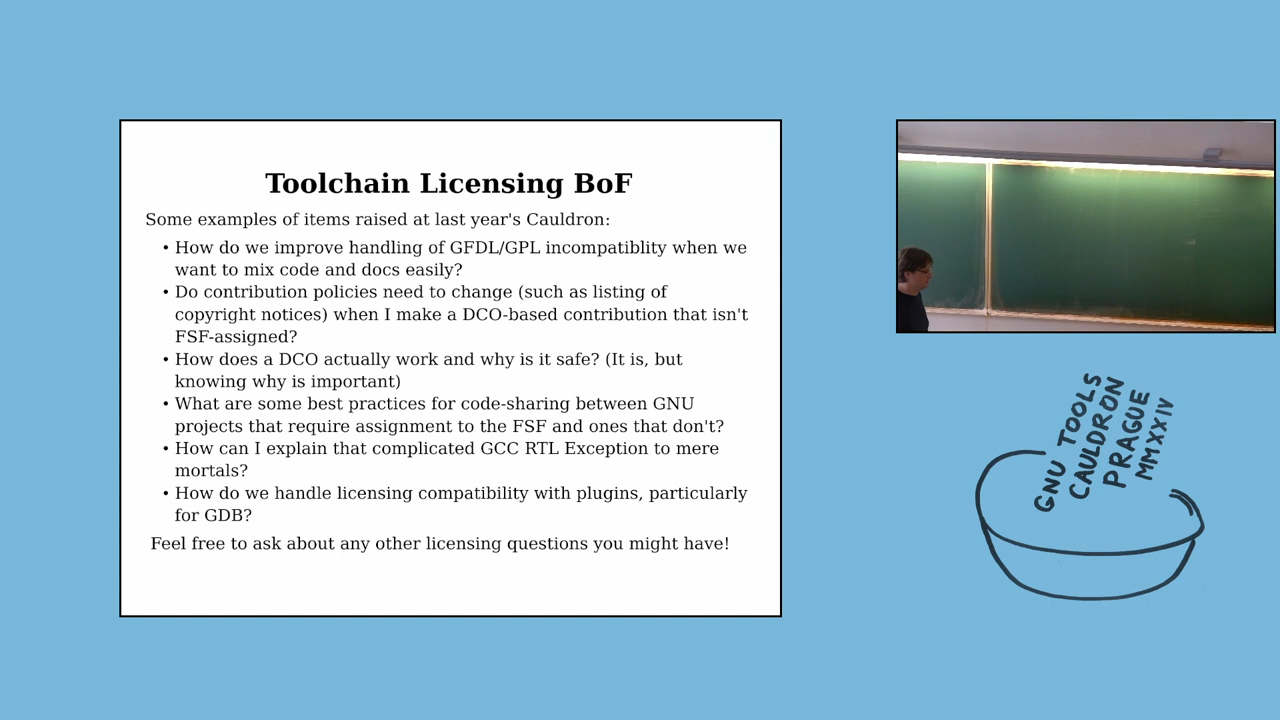 Toolchain Licensing BoF
Some examples of items raised at last year's Cauldron:
• How do we improve handling of GFDL/GPL incompatiblity when we
want to mix code and docs easily?
• Do contribution policies need to change (such as listing of
copyright notices) when I make a DCO-based contribution that isn't
FSF-assigned?
• How does a DCO actually work and why is it safe? (It is, but
knowing why is important)
• What are some best practices for code-sharing between GNU
projects that require assignment to the FSF and ones that don't?
• How can I explain that complicated GCC RTL Exception to mere
mortals?
• How do we handle licensing compatibility with plugins, particularly
for GDB?
Feel free to ask about any other licensing questions you might have!
GNU TOOLS
CAULDRON
PRAGUE
MMXXIV